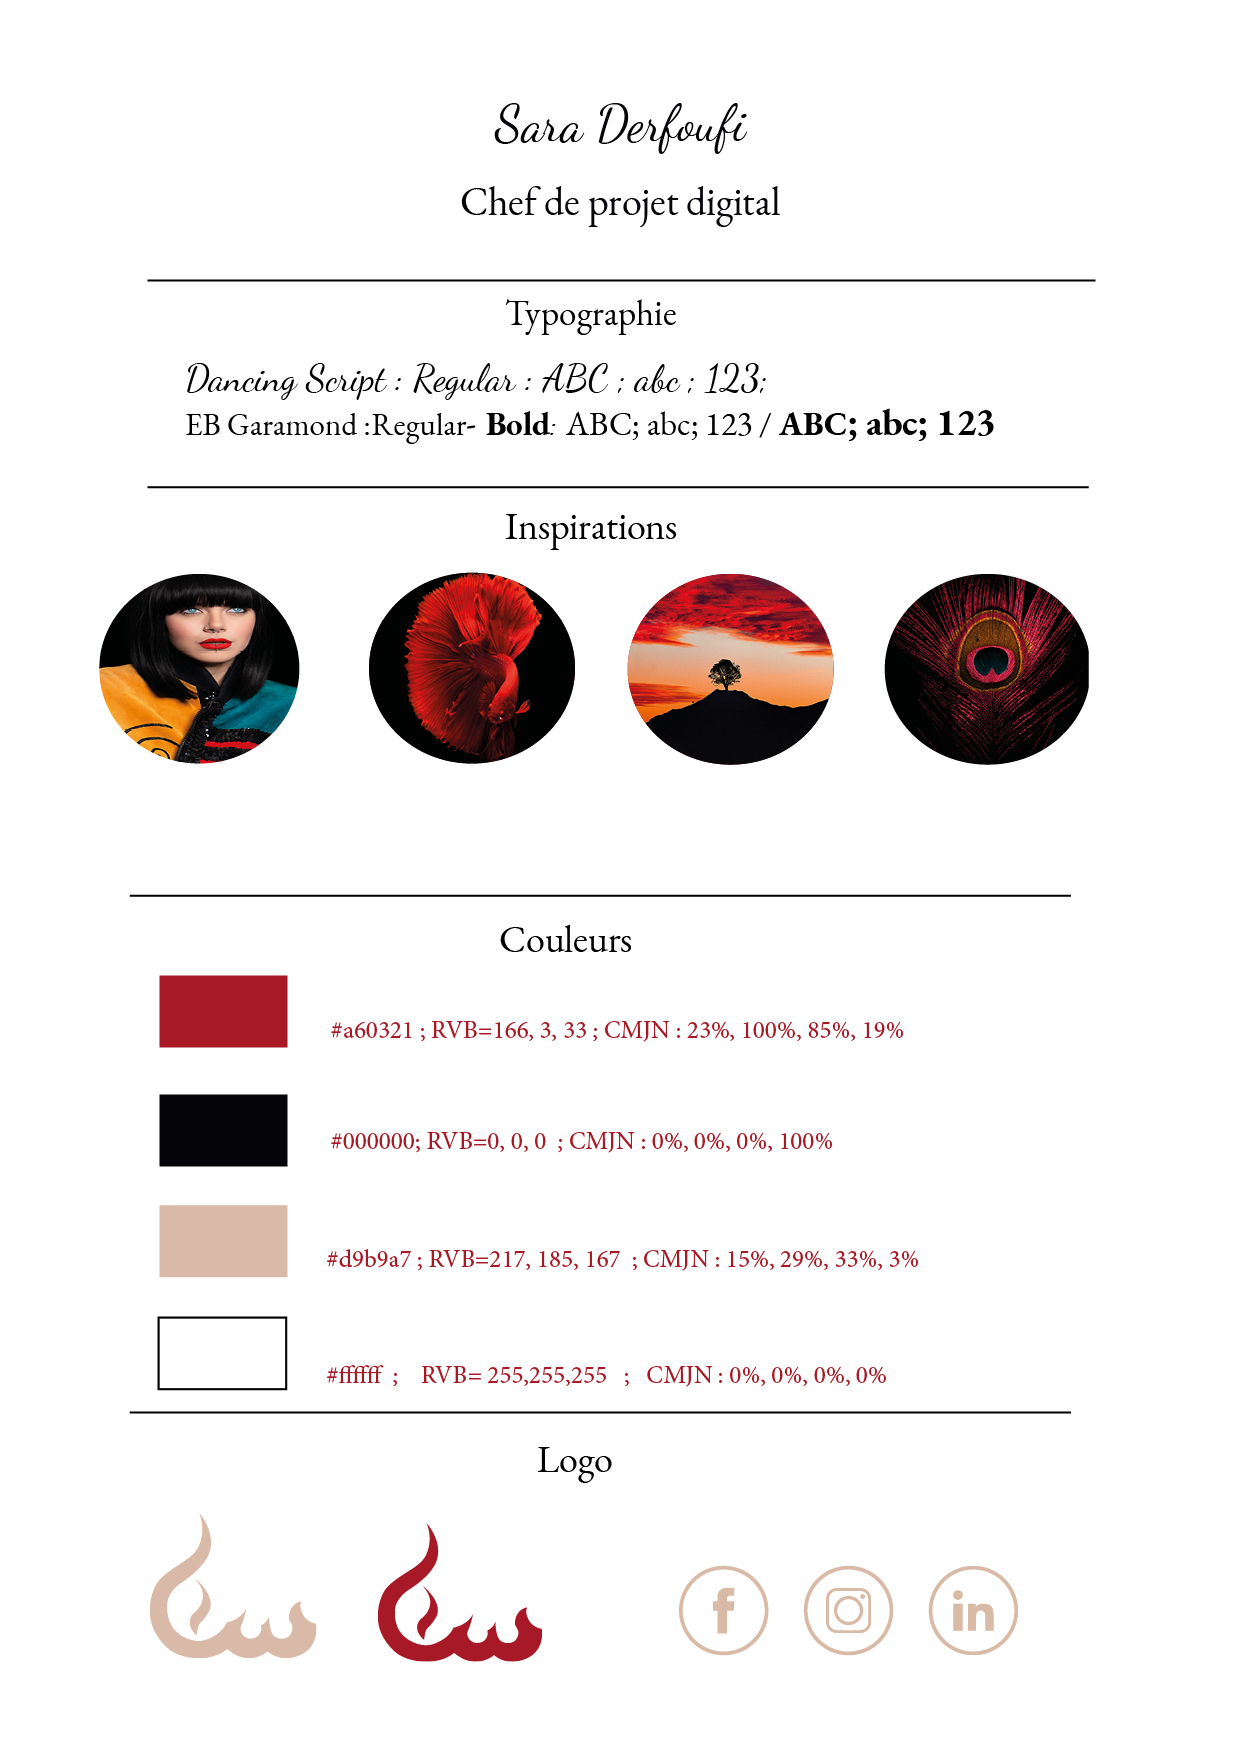 Sara Derfoufi
Chef de projet digital
Typographie
Dancing Script : Regular : ABC ; abc ; 123;
EB Garamond :Regular- Bold: ABC; abc; 123 / ABC; abc; 123
Inspirations
Couleurs
#a60321 ; RVB=166, 3, 33 ; CMJN : 23%, 100%, 85%, 19%
#000000; RVB=0, 0, 0 ; CMJN : 0%, 0%, 0%, 100%
#d9b9a7 ; RVB=217, 185, 167 ; CMJN : 15%, 29%, 33%, 3%
#ffffff ; RVB= 255,255,255 ; CMJN : 0%, 0%, 0%, 0%
Logo
f
in